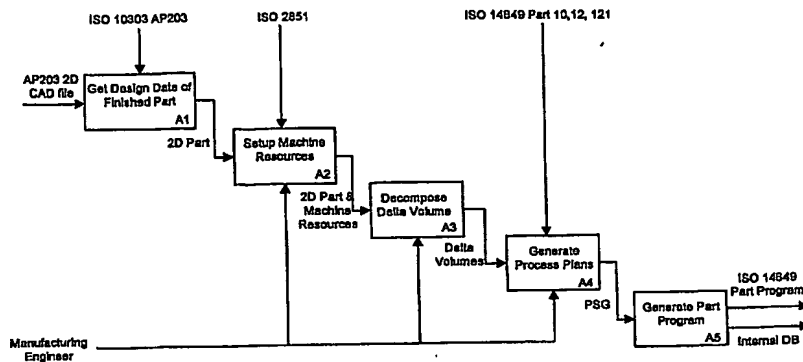 ISO 10303 AP203
ISO 2851
ISO 14649 Part 10,12, 121
AP203 2D
CAD file
Get Design Data of
Finished Part
A1
2D Part
Setup Machine
Resources
A2
2D Part &
Machine
Resources
Decompose
Delta Volume
A3
Delta
Volumes
Generate
Process Plans
A4
PSG
Generate Part
Program
A5
ISO 14649
Part Program
Internal DB
Manufacturing
Engineer